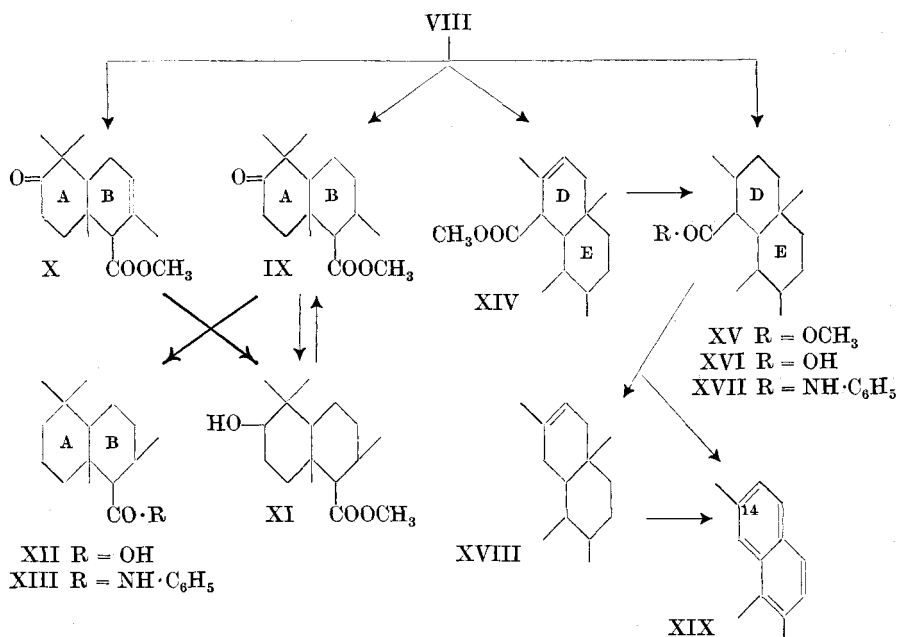 VIII
O= A B COOCH₃ X
O= A B COOCH₃ IX
D CH₃OOC E XIV
D R·OC E
XV R = OCH₃
XVI R = OH
XVII R = NH·C₆H₅
A B CO·R
XII R = OH
XIII R = NH·C₆H₅
HO COOCH₃ XI
XVIII
14
XIX